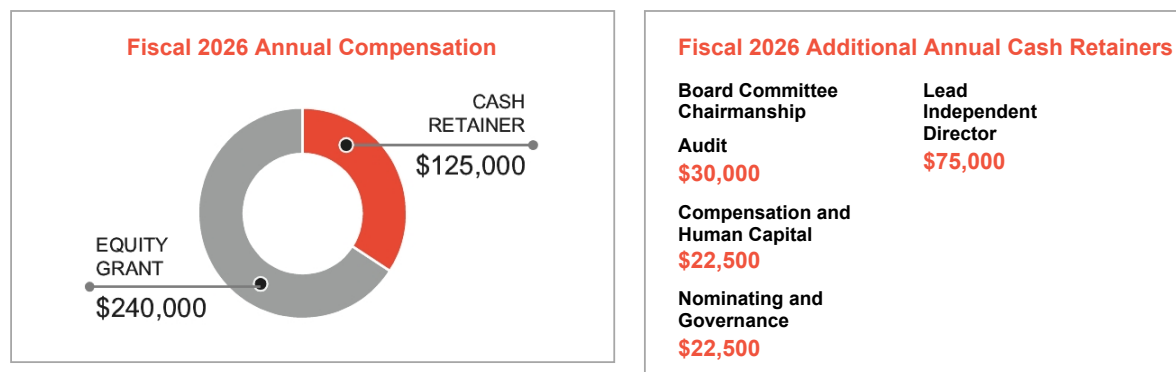 Fiscal 2026 Annual Compensation
CASH
RETAINER
$125,000
EQUITY
GRANT
$240,000
Fiscal 2026 Additional Annual Cash Retainers
Board Committee
Chairmanship
Audit
$30,000
Compensation and
Human Capital
$22,500
Nominating and
Governance
$22,500
Lead
Independent
Director
$75,000